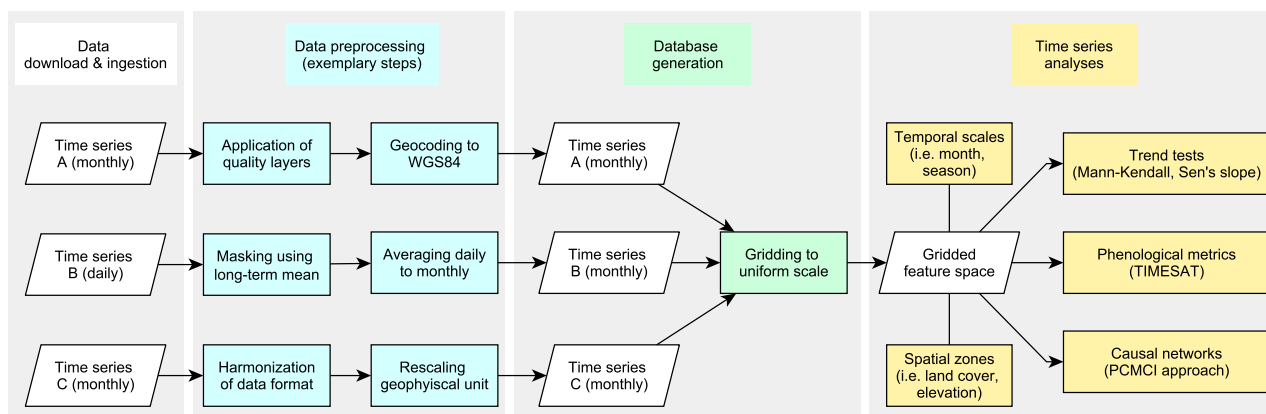 Data
download & ingestion
Data preprocessing
(exemplary steps)
Database
generation
Time series
analyses
Time series
A (monthly)
Application of
quality layers
Geocoding to
WGS84
Time series
A (monthly)
Temporal scales
(i.e. month,
season)
Trend tests
(Mann-Kendall, Sen's slope)
Time series
B (daily)
Masking using
long-term mean
Averaging daily
to monthly
Time series
B (monthly)
Gridding to
uniform scale
Gridded
feature space
Phenological metrics
(TIMESAT)
Time series
C (monthly)
Harmonization
of data format
Rescaling
geophyiscal unit
Time series
C (monthly)
Spatial zones
(i.e. land cover,
elevation)
Causal networks
(PCMCI approach)